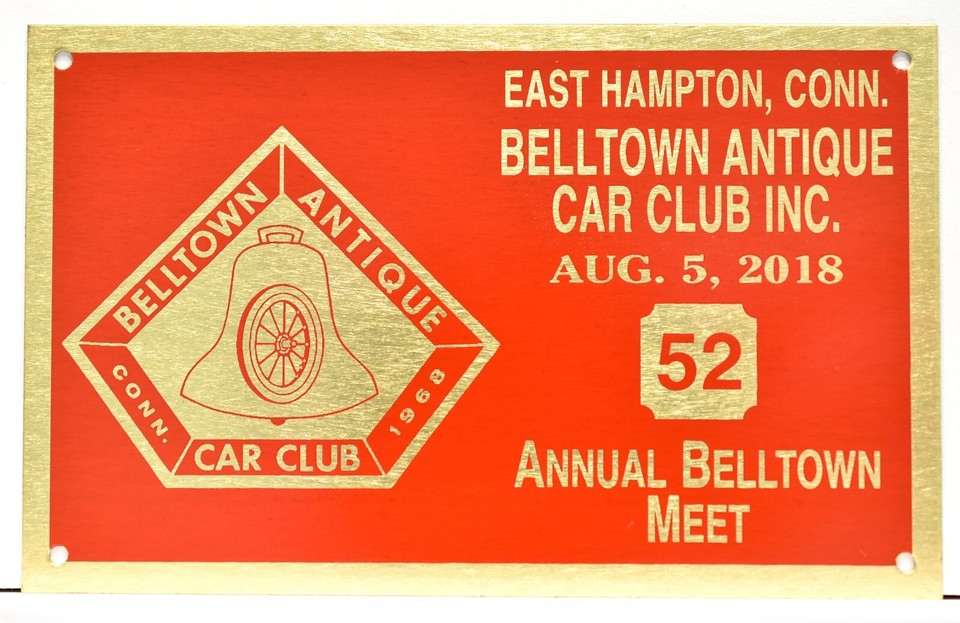 BELLTOWN ANTIQUE
CONN. 1968
CAR CLUB
EAST HAMPTON, CONN.
BELLTOWN ANTIQUE
CAR CLUB INC.
AUG. 5, 2018
52
ANNUAL BELLTOWN
MEET